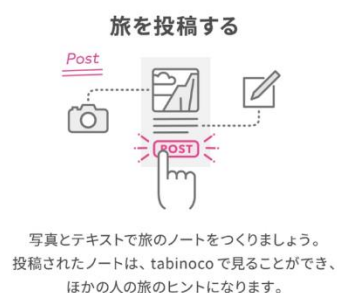 旅を投稿する
Post
POST
写真とテキストで旅のノートをつくりましょう。
投稿されたノートは、tabinoco で見ることができ、
ほかの人の旅のヒントになります。